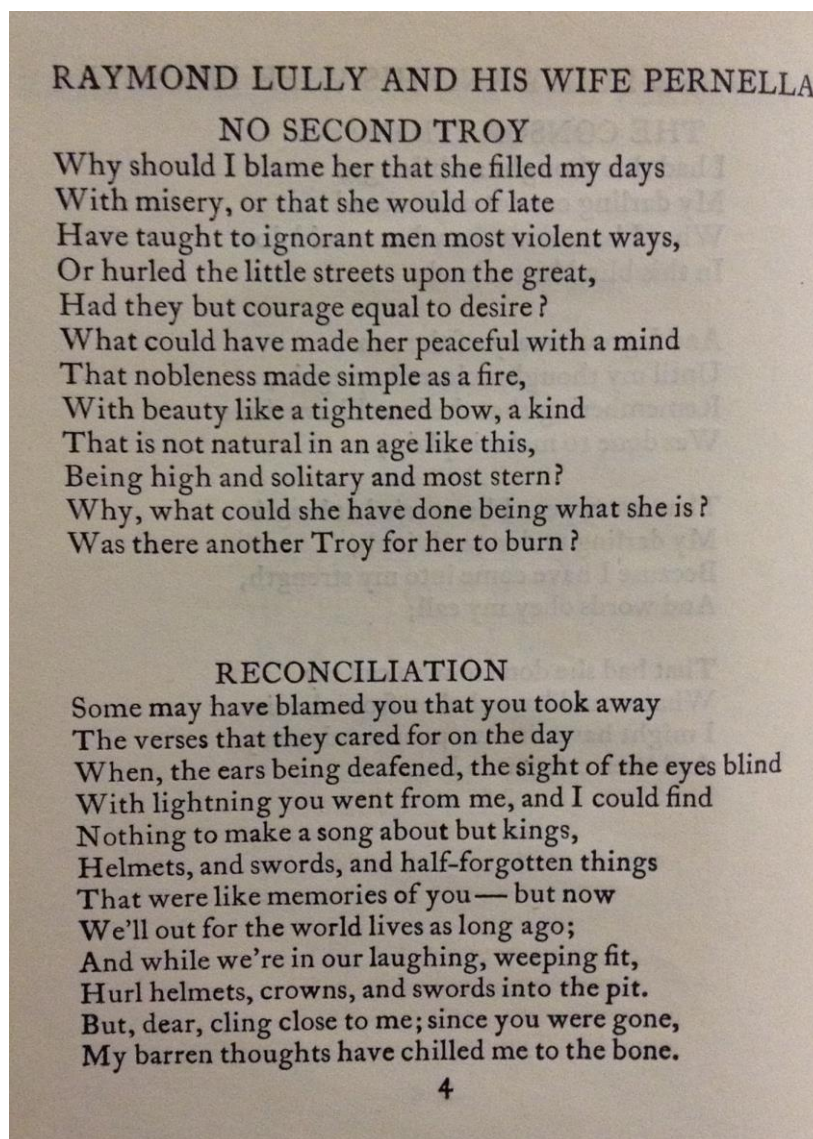 RAYMOND LULLY AND HIS WIFE PERNELLA
NO SECOND TROY
Why should I blame her that she filled my days
With misery, or that she would of late
Have taught to ignorant men most violent ways,
Or hurled the little streets upon the great,
Had they but courage equal to desire?
What could have made her peaceful with a mind
That nobleness made simple as a fire,
With beauty like a tightened bow, a kind
That is not natural in an age like this,
Being high and solitary and most stern?
Why, what could she have done being what she is?
Was there another Troy for her to burn?
RECONCILIATION
Some may have blamed you that you took away
The verses that they cared for on the day
When, the ears being deafened, the sight of the eyes blind
With lightning you went from me, and I could find
Nothing to make a song about but kings,
Helmets, and swords, and half-forgotten things
That were like memories of you— but now
We'll out for the world lives as long ago;
And while we're in our laughing, weeping fit,
Hurl helmets, crowns, and swords into the pit.
But, dear, cling close to me; since you were gone,
My barren thoughts have chilled me to the bone.
4